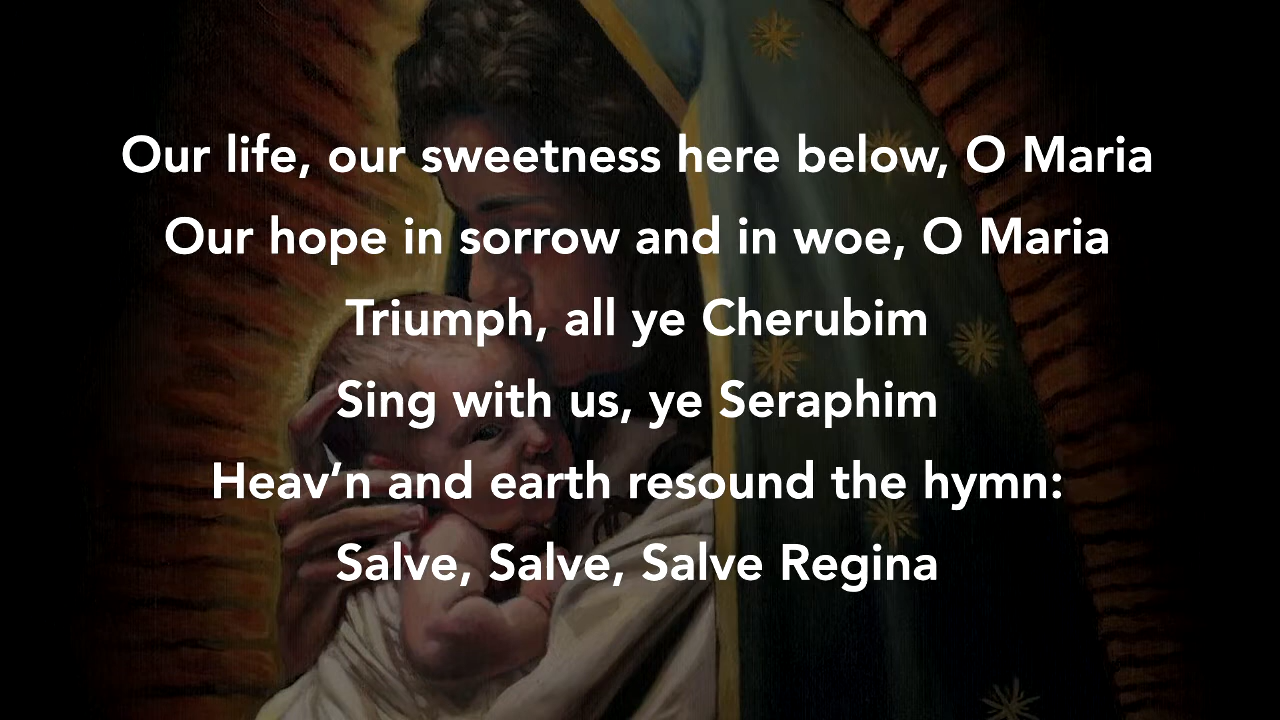 Our life, our sweetness here below, O Maria
Our hope in sorrow and in woe, O Maria
Triumph, all ye Cherubim
Sing with us, ye Seraphim
Heav’n and earth resound the hymn:
Salve, Salve, Salve Regina